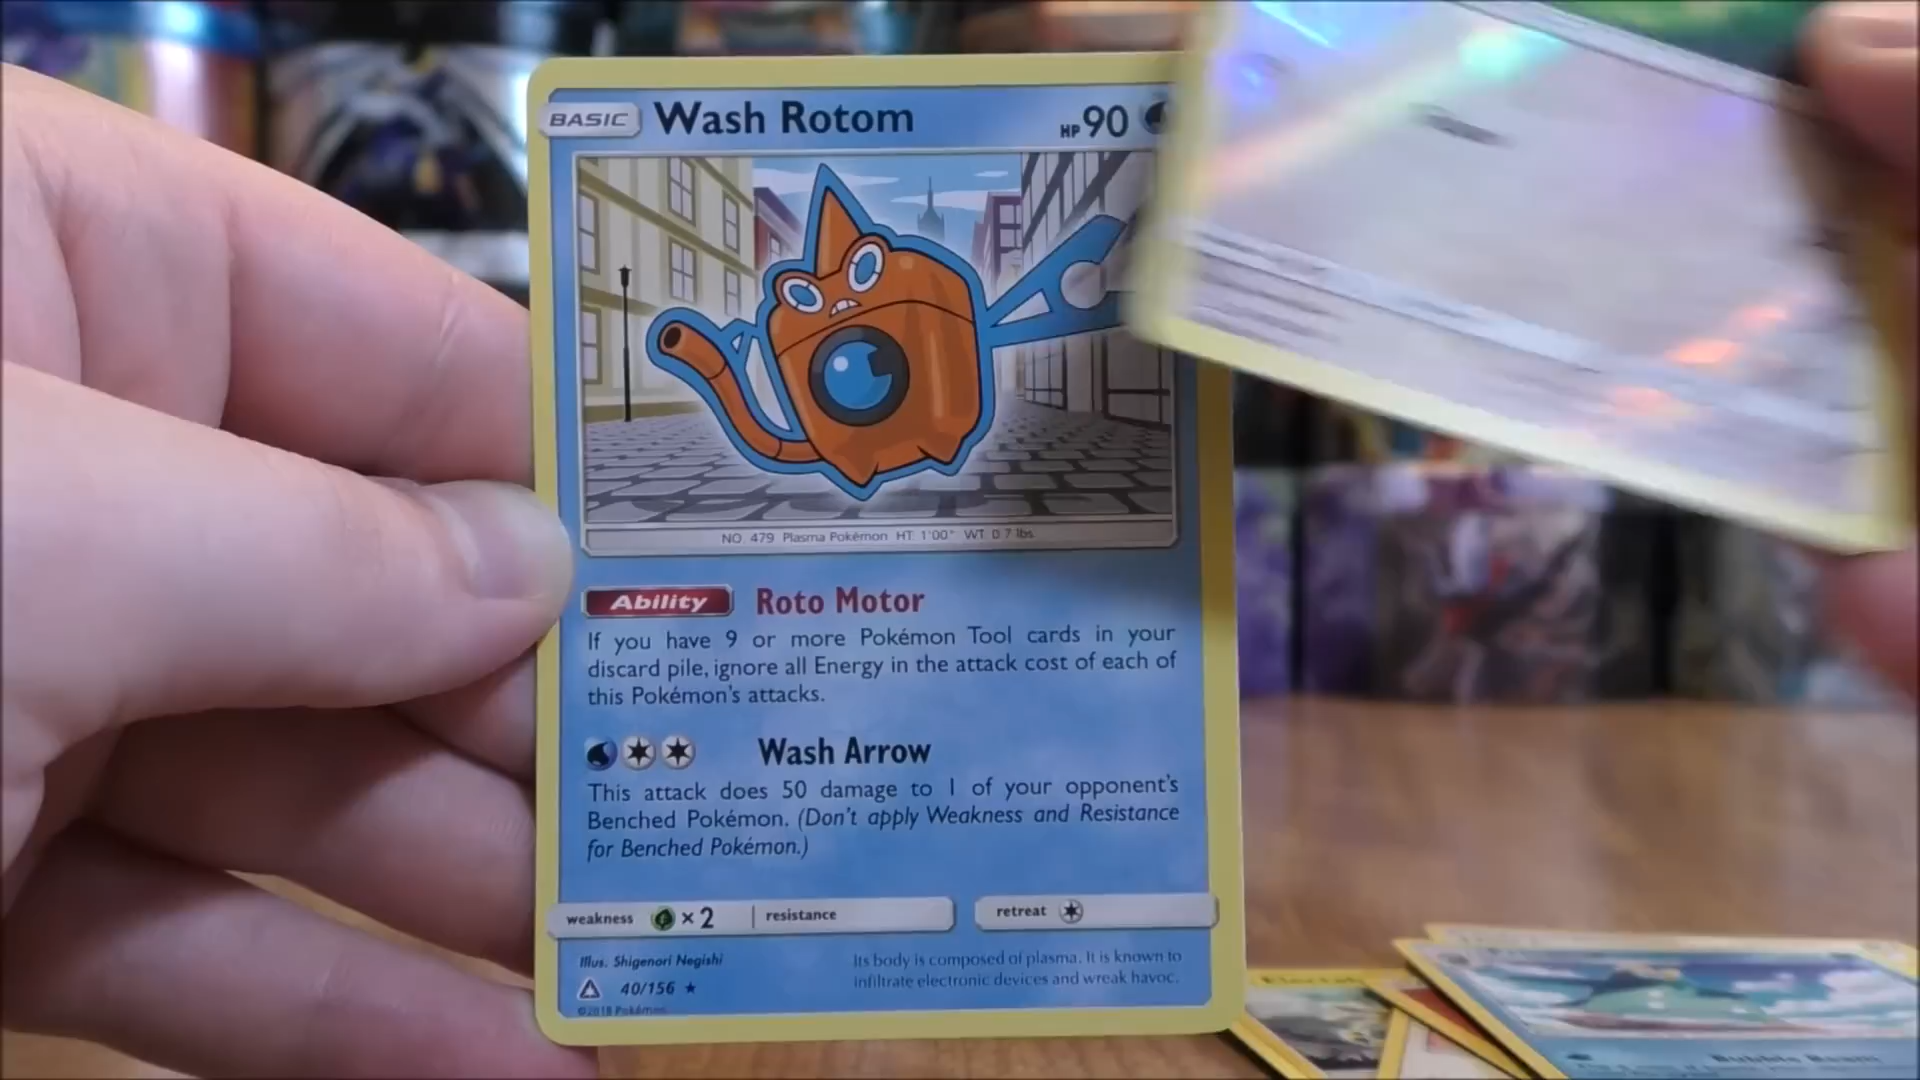 BASIC Wash Rotom HP 90
NO. 479 Plasma Pokémon HT: 1'00" WT: 0.7 lbs.
Ability Roto Motor
If you have 9 or more Pokémon Tool cards in your
discard pile, ignore all Energy in the attack cost of each of
this Pokémon's attacks.
Wash Arrow
This attack does 50 damage to 1 of your opponent's
Benched Pokémon. (Don't apply Weakness and Resistance
for Benched Pokémon.)
weakness ×2 resistance retreat
Illus. Shigenori Negishi
Its body is composed of plasma. It is known to
infiltrate electronic devices and wreak havoc.
40/156 ★
©2018 Pokémon
Bubble Beam